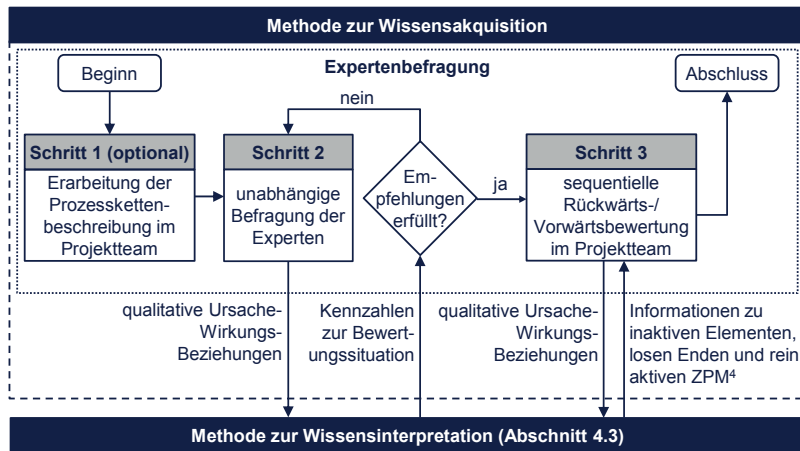 Methode zur Wissensakquisition
Expertenbefragung
Beginn
Abschluss
nein
Schritt 1 (optional)
Erarbeitung der
Prozessketten-
beschreibung im
Projektteam
Schritt 2
unabhängige
Befragung der
Experten
Em-
pfehlungen
erfüllt?
ja
Schritt 3
sequentielle
Rückwärts-/
Vorwärtsbewertung
im Projektteam
qualitative Ursache-
Wirkungs-
Beziehungen
Kennzahlen
zur Bewert-
ungssituation
qualitative Ursache-
Wirkungs-
Beziehungen
Informationen zu
inaktiven Elementen,
losen Enden und rein
aktiven ZPM⁴
Methode zur Wissensinterpretation (Abschnitt 4.3)